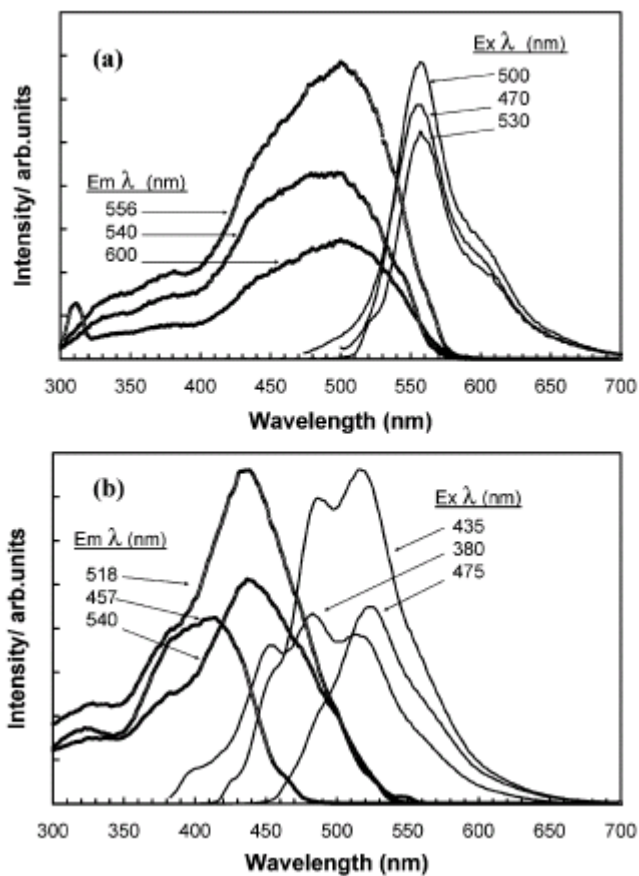 (a)
Ex λ (nm)
500
470
530
Em λ (nm)
556
540
600
Intensity/ arb.units
300 350 400 450 500 550 600 650 700
Wavelength (nm)
(b)
Ex λ (nm)
435
380
475
Em λ (nm)
518
457
540
Intensity/ arb.units
300 350 400 450 500 550 600 650 700
Wavelength (nm)